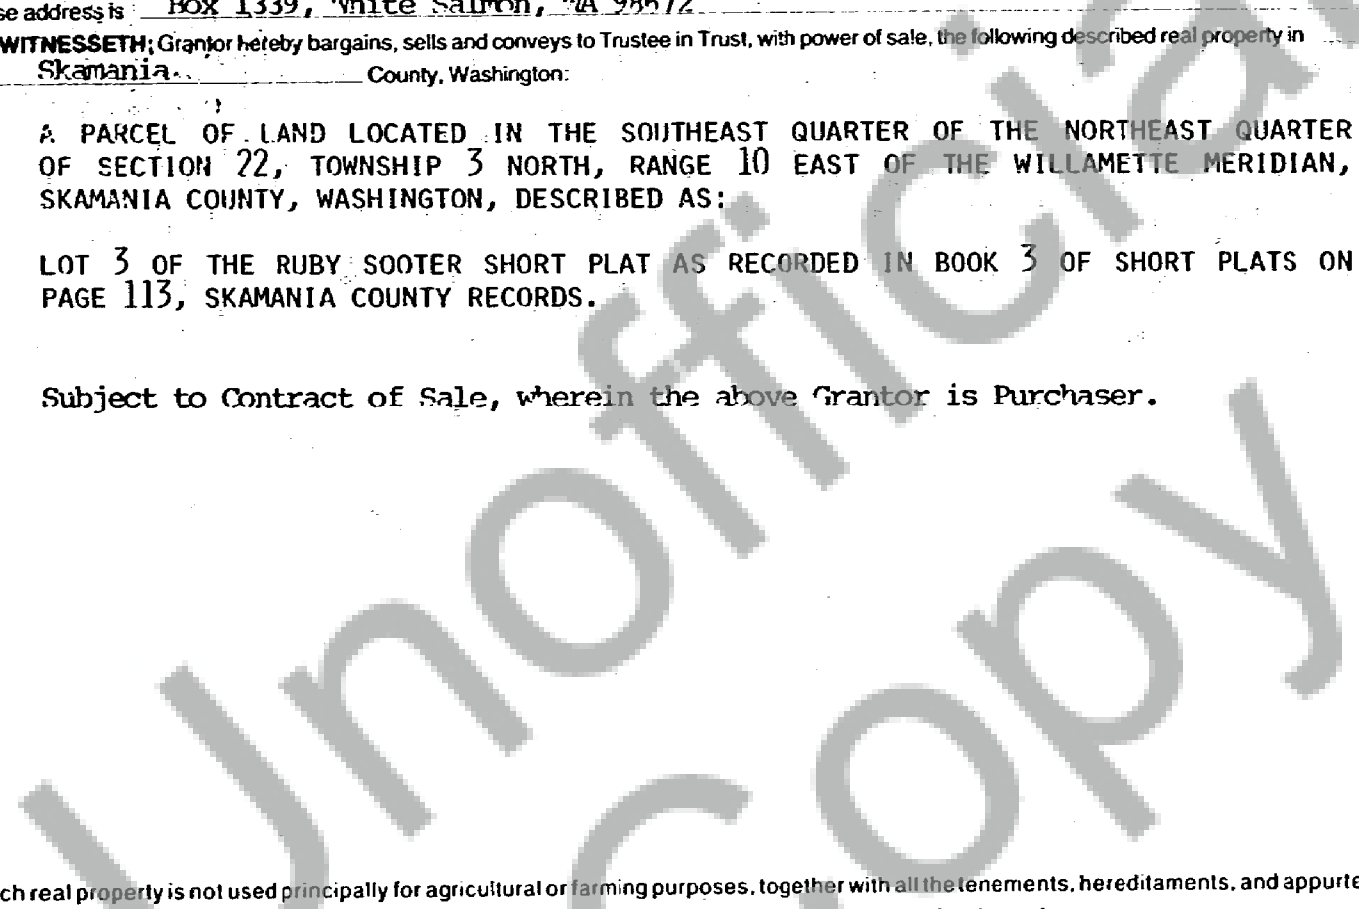 se address is Box 1339, White Salmon, WA 98672
WITNESSETH: Grantor hereby bargains, sells and conveys to Trustee in Trust, with power of sale, the following described real property in
Skamania County, Washington:
A PARCEL OF LAND LOCATED IN THE SOUTHEAST QUARTER OF THE NORTHEAST QUARTER
OF SECTION 22, TOWNSHIP 3 NORTH, RANGE 10 EAST OF THE WILLAMETTE MERIDIAN,
SKAMANIA COUNTY, WASHINGTON, DESCRIBED AS:
LOT 3 OF THE RUBY SOOTER SHORT PLAT AS RECORDED IN BOOK 3 OF SHORT PLATS ON
PAGE 113, SKAMANIA COUNTY RECORDS.
Subject to Contract of Sale, wherein the above Grantor is Purchaser.
ch real property is not used principally for agricultural or farming purposes, together with all the tenements, hereditaments, and appurte
Unofficial
Copy